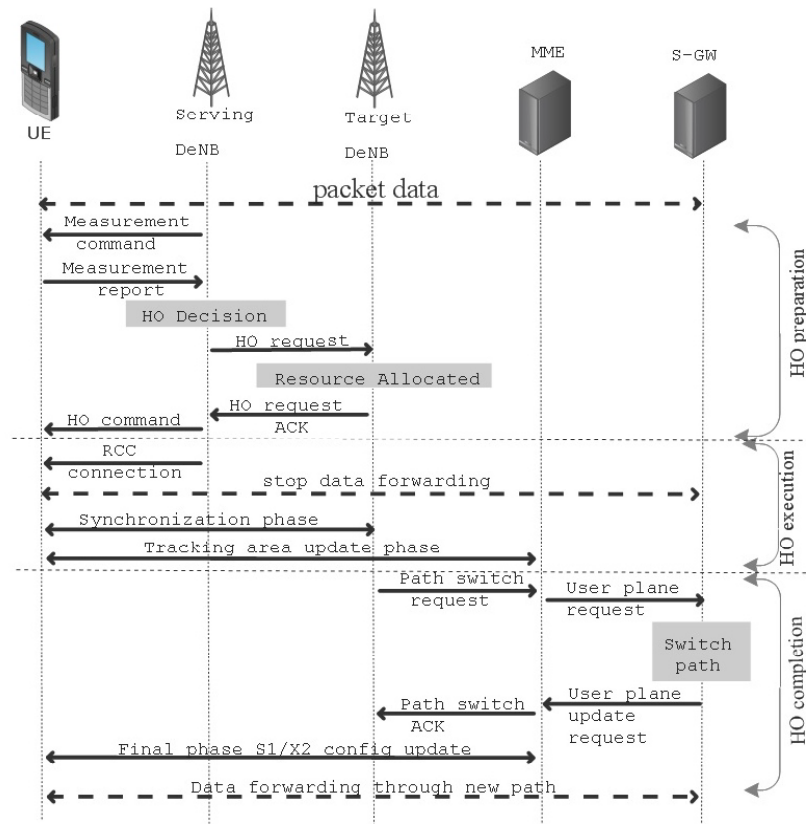 MME
S-GW
Serving
Target
UE
DeNB
DeNB
packet data
Measurement
command
Measurement
report
HO Decision
HO request
Resource Allocated
HO request
ACK
HO command
HO preparation
RCC
connection
stop data forwarding
Synchronization phase
Tracking area update phase
HO execution
Path switch
request
User plane
request
Switch
path
User plane
update
request
Path switch
ACK
Final phase S1/X2 config update
Data forwarding through new path
HO completion